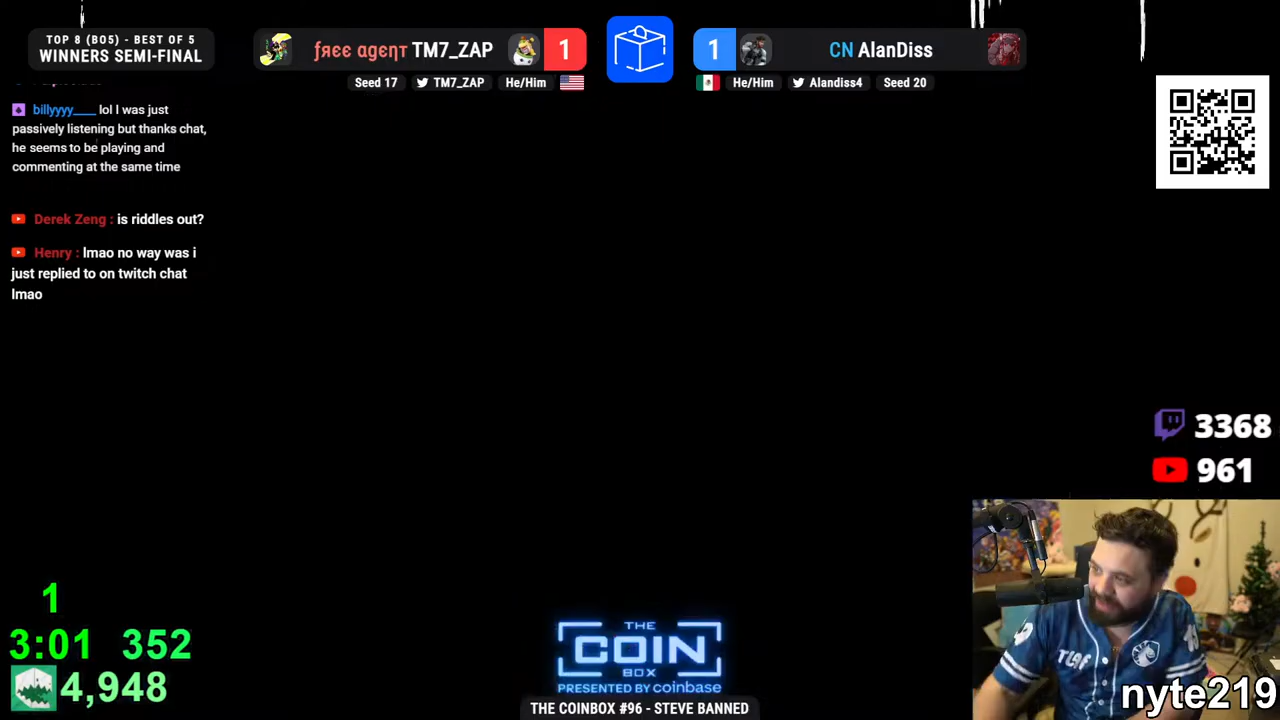 TOP 8 (BO5) - BEST OF 5
WINNERS SEMI-FINAL
ƒяєє αgєηт TM7_ZAP
1
1
CN AlanDiss
Seed 17
TM7_ZAP
He/Him
He/Him
Alandiss4
Seed 20
billyyyy____ lol I was just
passively listening but thanks chat,
he seems to be playing and
commenting at the same time
Derek Zeng : is riddles out?
Henry : lmao no way was i
just replied to on twitch chat
lmao
3368
961
1
3:01 352
4,948
THE
COIN
BOX
PRESENTED BY coinbase
THE COINBOX #96 - STEVE BANNED
nyte219